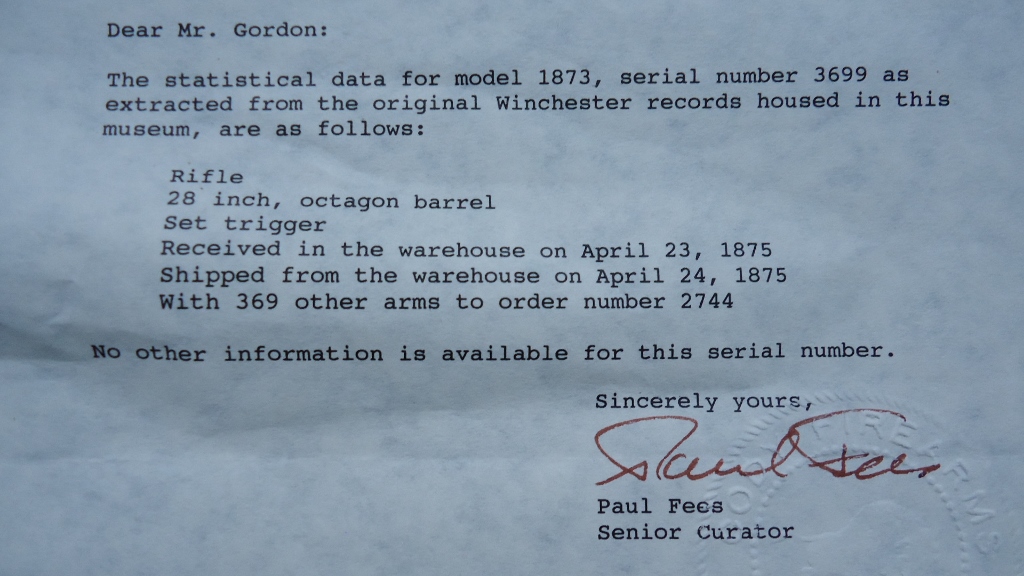 Dear Mr. Gordon:
The statistical data for model 1873, serial number 3699 as
extracted from the original Winchester records housed in this
museum, are as follows:
Rifle
28 inch, octagon barrel
Set trigger
Received in the warehouse on April 23, 1875
Shipped from the warehouse on April 24, 1875
With 369 other arms to order number 2744
No other information is available for this serial number.
Sincerely yours,
Paul Fees
Paul Fees
Senior Curator
FIREARMS